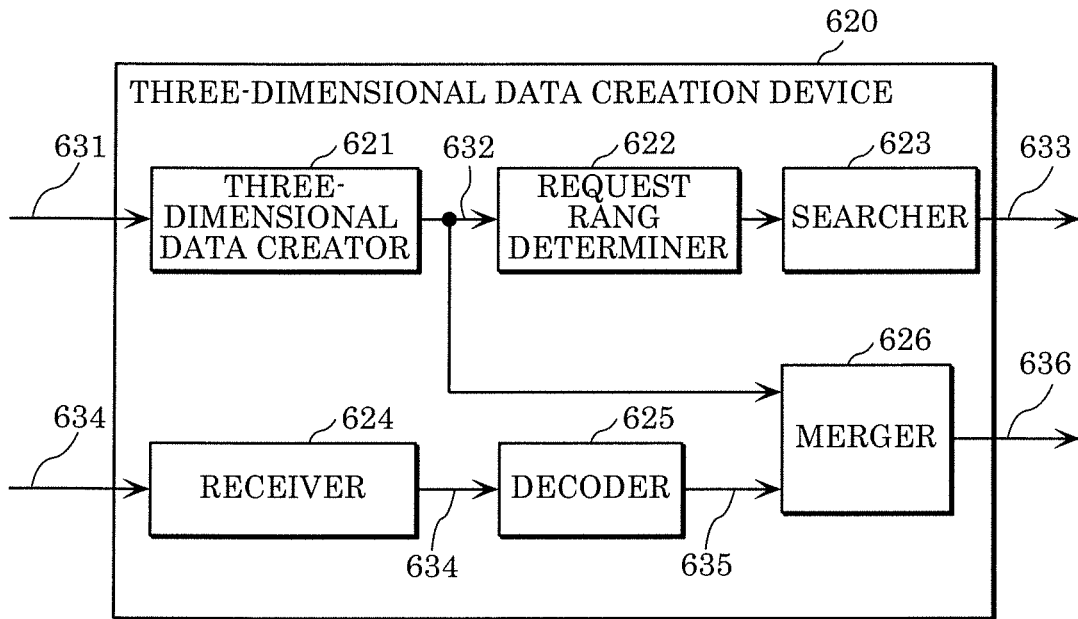 620
THREE-DIMENSIONAL DATA CREATION DEVICE
631
621
632
622
623
633
THREE-
DIMENSIONAL
DATA CREATOR
REQUEST
RANG
DETERMINER
SEARCHER
626
636
634
624
625
MERGER
RECEIVER
DECODER
634
635